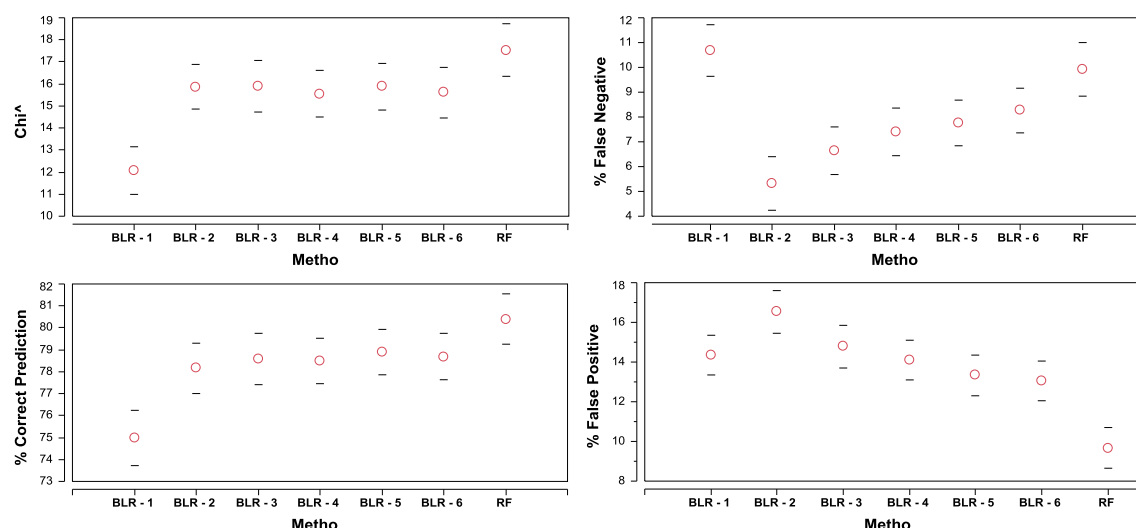 Chi^
19
18
17
16
15
14
13
12
11
10
BLR - 1 BLR - 2 BLR - 3 BLR - 4 BLR - 5 BLR - 6 RF
Metho
% False Negative
12
11
10
9
8
7
6
5
4
BLR - 1 BLR - 2 BLR - 3 BLR - 4 BLR - 5 BLR - 6 RF
Metho
% Correct Prediction
82
81
80
79
78
77
76
75
73
BLR - 1 BLR - 2 BLR - 3 BLR - 4 BLR - 5 BLR - 6 RF
Metho
% False Positive
18
16
14
12
10
8
BLR - 1 BLR - 2 BLR - 3 BLR - 4 BLR - 5 BLR - 6 RF
Metho